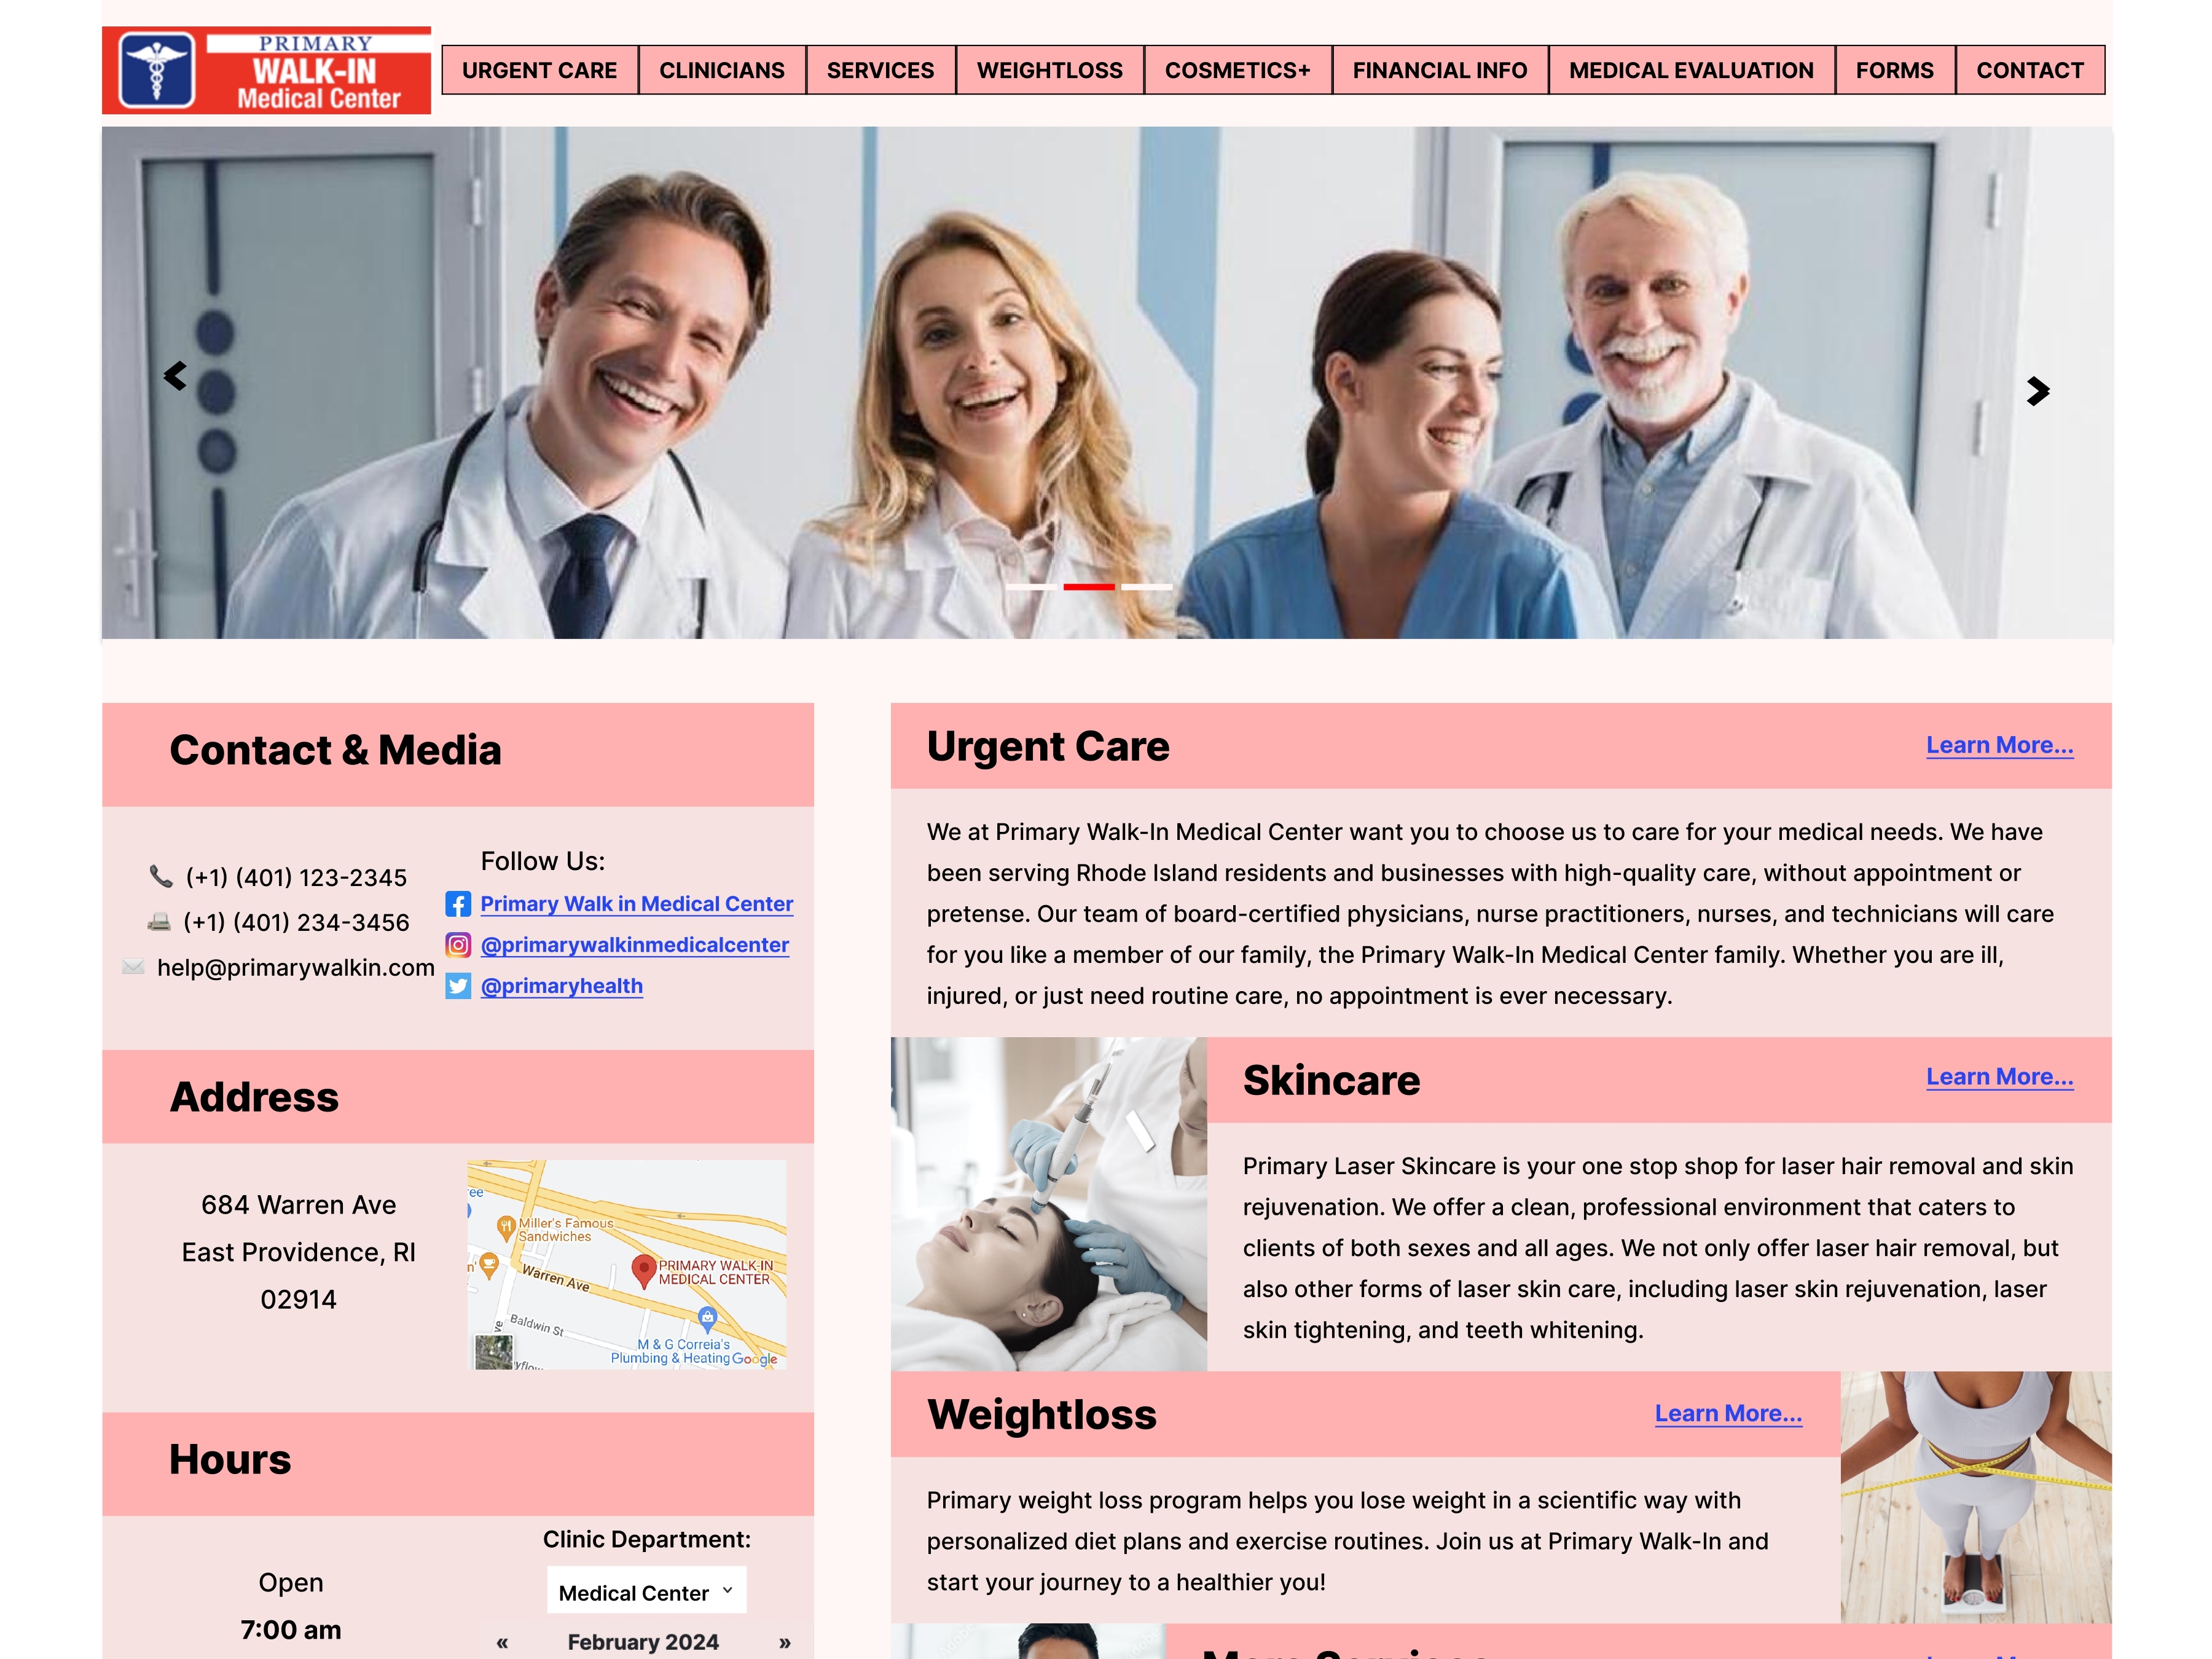 PRIMARY
WALK-IN
Medical Center
URGENT CARE
CLINICIANS
SERVICES
WEIGHTLOSS
COSMETICS+
FINANCIAL INFO
MEDICAL EVALUATION
FORMS
CONTACT
Contact & Media
(+1) (401) 123-2345
(+1) (401) 234-3456
help@primarywalkin.com
Follow Us:
Primary Walk in Medical Center
@primarywalkinmedicalcenter
@primaryhealth
Address
684 Warren Ave
East Providence, RI
02914
Miller's Famous
Sandwiches
PRIMARY WALK-IN
MEDICAL CENTER
Warren Ave
Baldwin St
M & G Correia's
Plumbing & Heating
Google
Hours
Open
7:00 am
Clinic Department:
Medical Center
« February 2024 »
Urgent Care
Learn More...
We at Primary Walk-In Medical Center want you to choose us to care for your medical needs. We have
been serving Rhode Island residents and businesses with high-quality care, without appointment or
pretense. Our team of board-certified physicians, nurse practitioners, nurses, and technicians will care
for you like a member of our family, the Primary Walk-In Medical Center family. Whether you are ill,
injured, or just need routine care, no appointment is ever necessary.
Skincare
Learn More...
Primary Laser Skincare is your one stop shop for laser hair removal and skin
rejuvenation. We offer a clean, professional environment that caters to
clients of both sexes and all ages. We not only offer laser hair removal, but
also other forms of laser skin care, including laser skin rejuvenation, laser
skin tightening, and teeth whitening.
Weightloss
Learn More...
Primary weight loss program helps you lose weight in a scientific way with
personalized diet plans and exercise routines. Join us at Primary Walk-In and
start your journey to a healthier you!
More Services